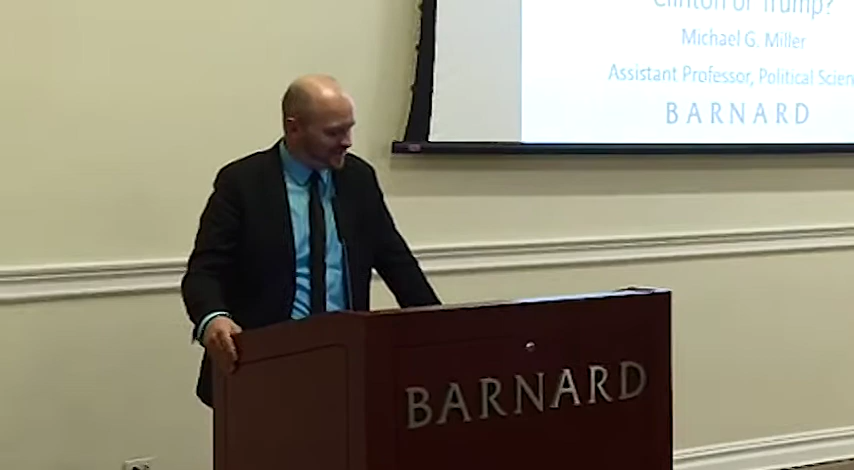 Clinton or Trump?
Michael G. Miller
Assistant Professor, Political Scien
BARNARD
BARNARD